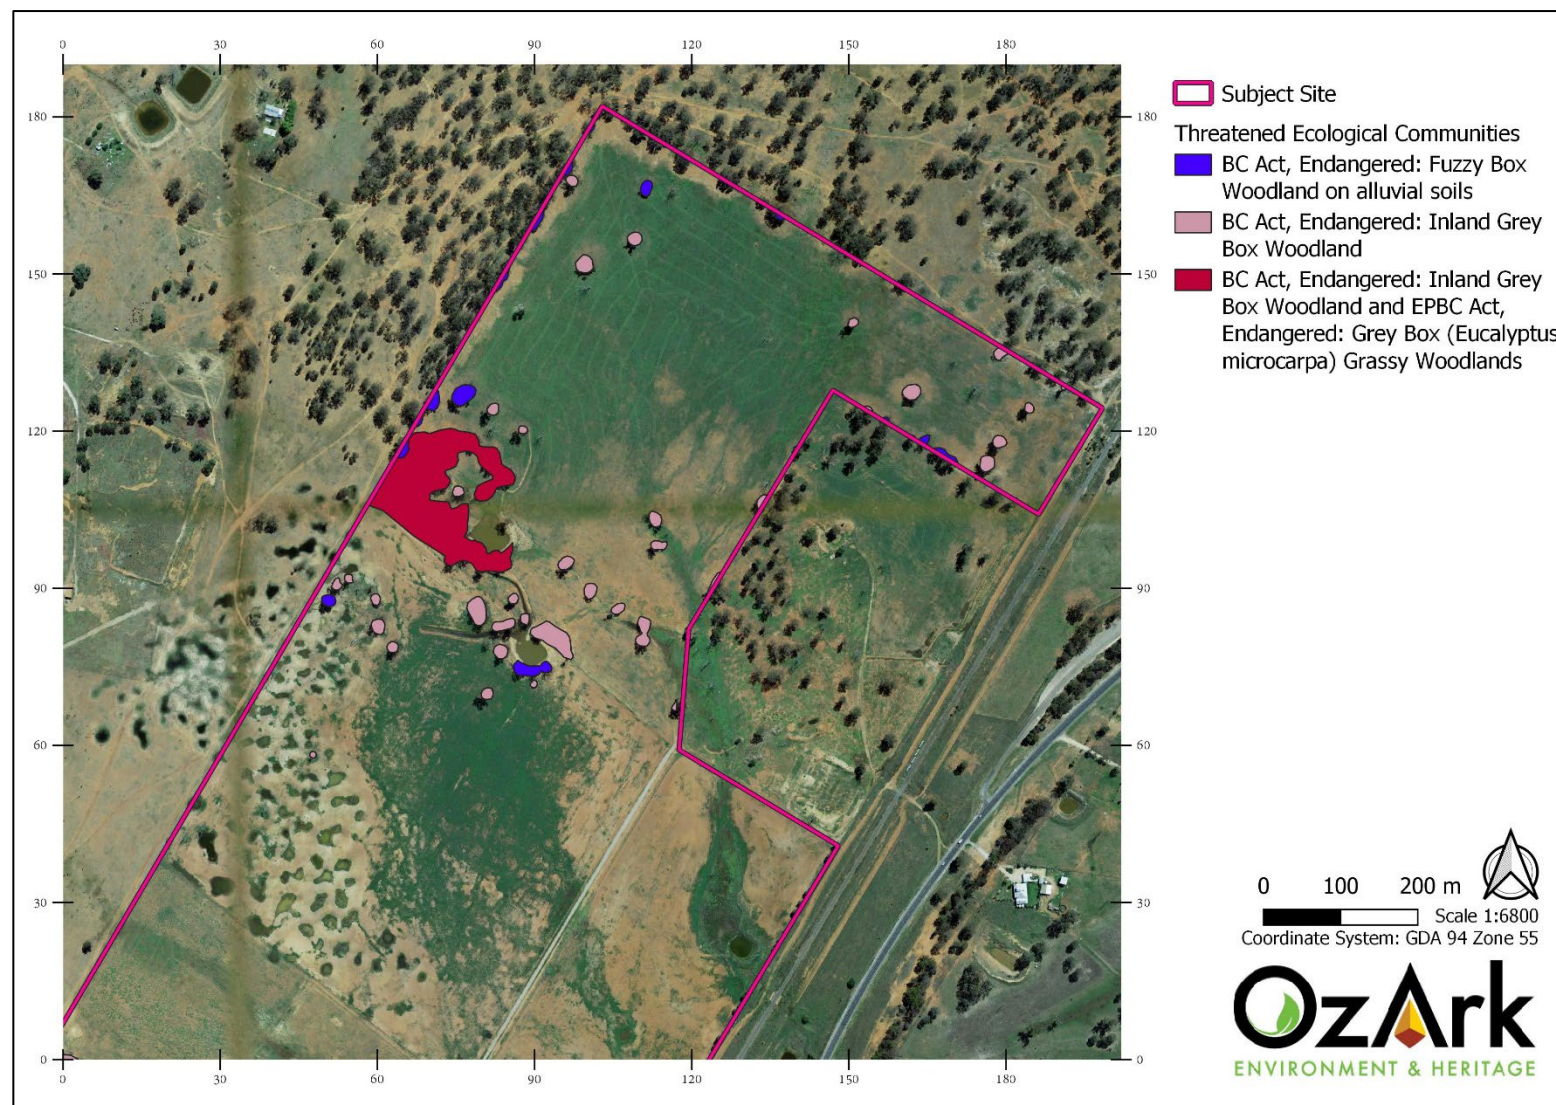 0 30 60 90 120 150 180
Subject Site
Threatened Ecological Communities
BC Act, Endangered: Fuzzy Box
Woodland on alluvial soils
BC Act, Endangered: Inland Grey
Box Woodland
BC Act, Endangered: Inland Grey
Box Woodland and EPBC Act,
Endangered: Grey Box (Eucalyptus
microcarpa) Grassy Woodlands
180 180
150 150
120 120
90 90
60 60
30 30
0 0
0 30 60 90 120 150 180
0 100 200 m
Scale 1:6800
Coordinate System: GDA 94 Zone 55
OzArk
ENVIRONMENT & HERITAGE